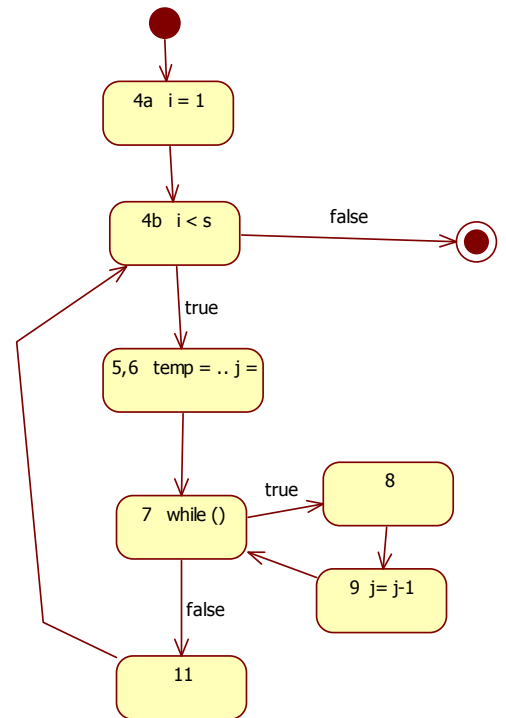 4a i = 1
4b i < s
false
true
5,6 temp = .. j =
7 while ()
true
8
9 j= j-1
false
11